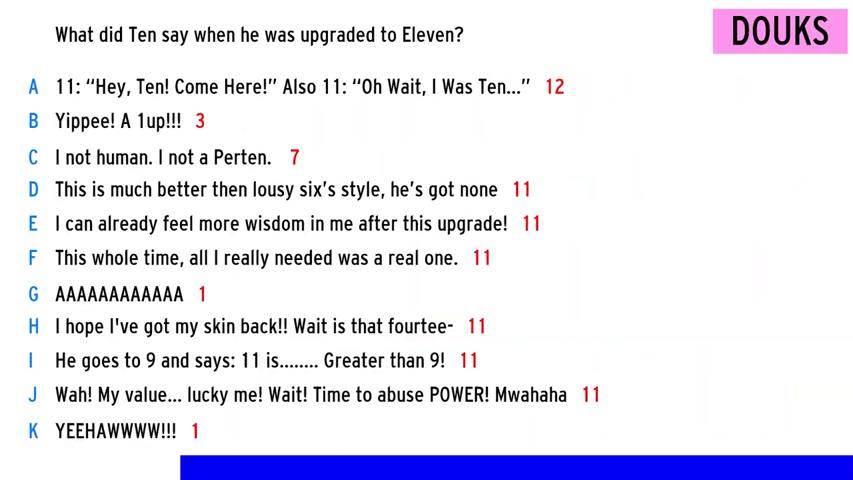 What did Ten say when he was upgraded to Eleven?
DOUKS
A 11: “Hey, Ten! Come Here!” Also 11: “Oh Wait, I Was Ten...” 12
B Yippee! A 1up!!! 3
C I not human. I not a Perten. 7
D This is much better then lousy six’s style, he’s got none 11
E I can already feel more wisdom in me after this upgrade! 11
F This whole time, all I really needed was a real one. 11
G AAAAAAAAAAAA 1
H I hope I've got my skin back!! Wait is that fourtee- 11
I He goes to 9 and says: 11 is........ Greater than 9! 11
J Wah! My value... lucky me! Wait! Time to abuse POWER! Mwahaha 11
K YEEHAWWWW!!! 1